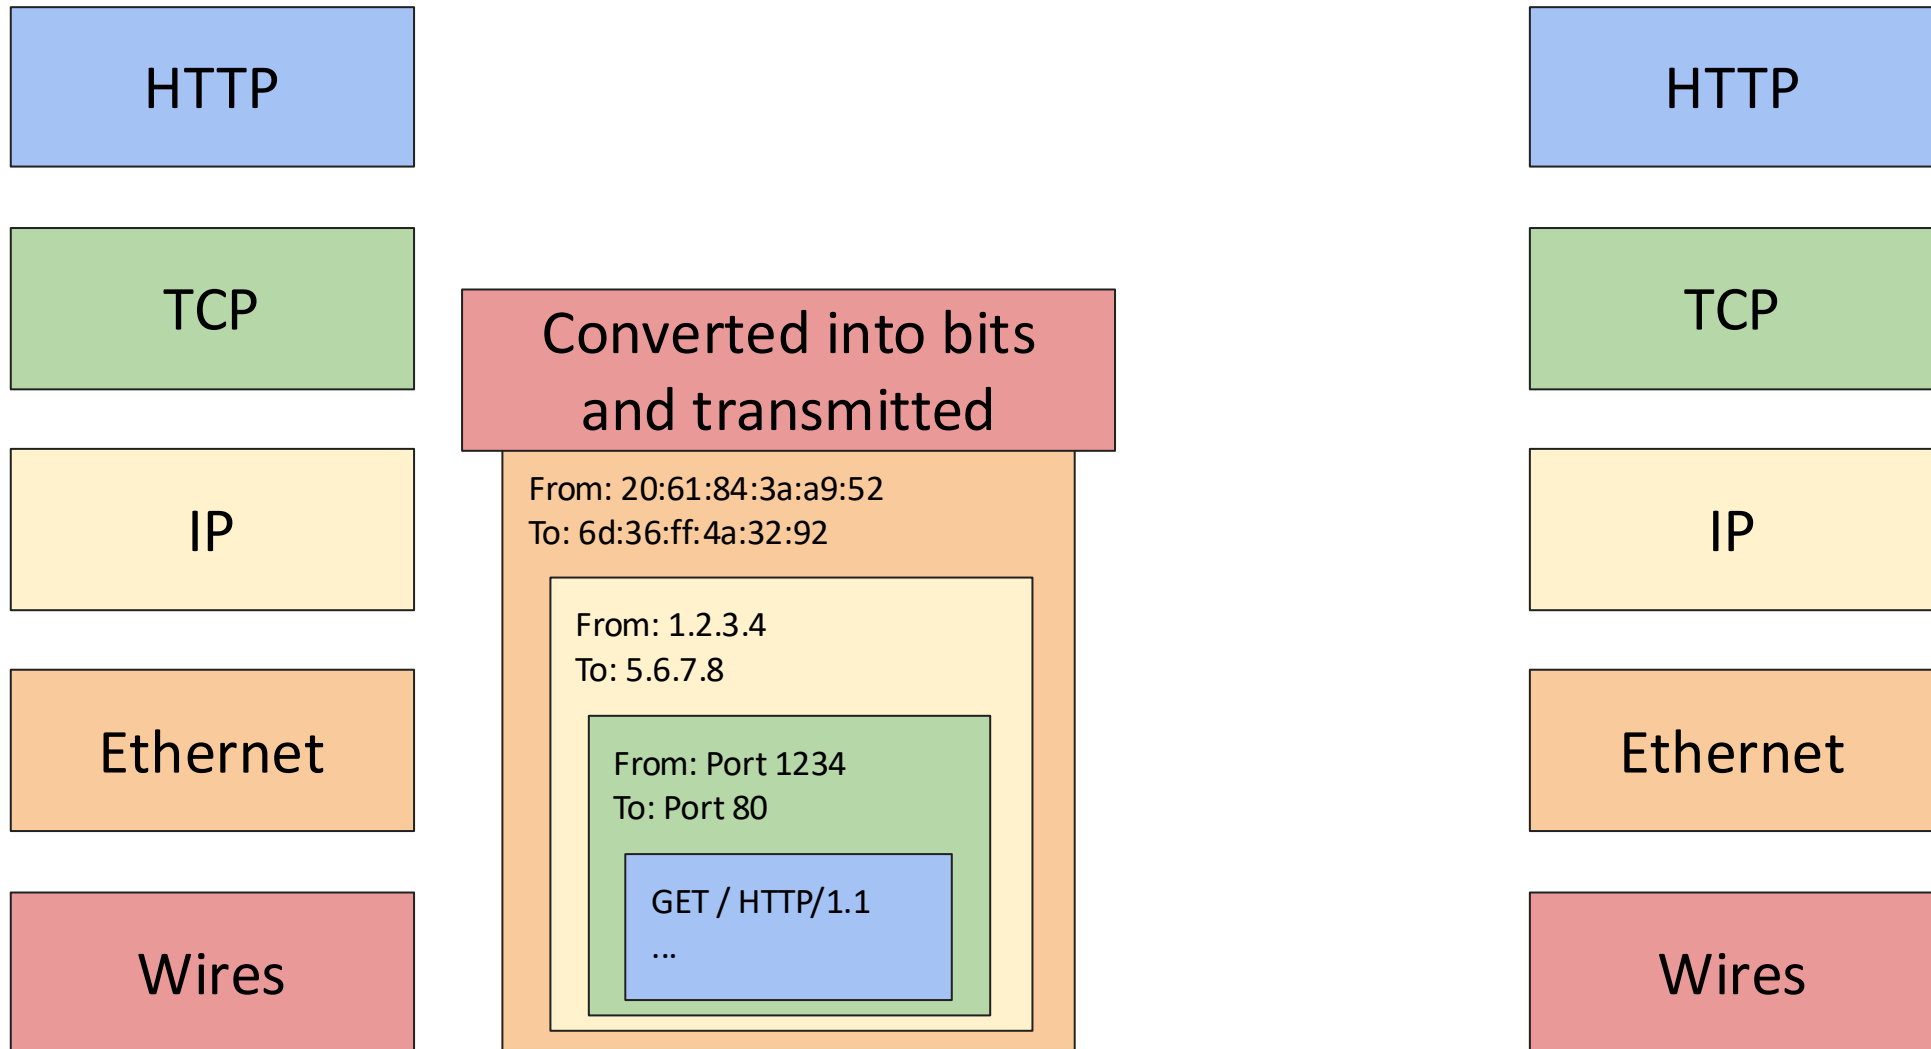 HTTP
TCP
IP
Ethernet
Wires
Converted into bits
and transmitted
From: 20:61:84:3a:a9:52
To: 6d:36:ff:4a:32:92
From: 1.2.3.4
To: 5.6.7.8
From: Port 1234
To: Port 80
GET / HTTP/1.1
...
HTTP
TCP
IP
Ethernet
Wires